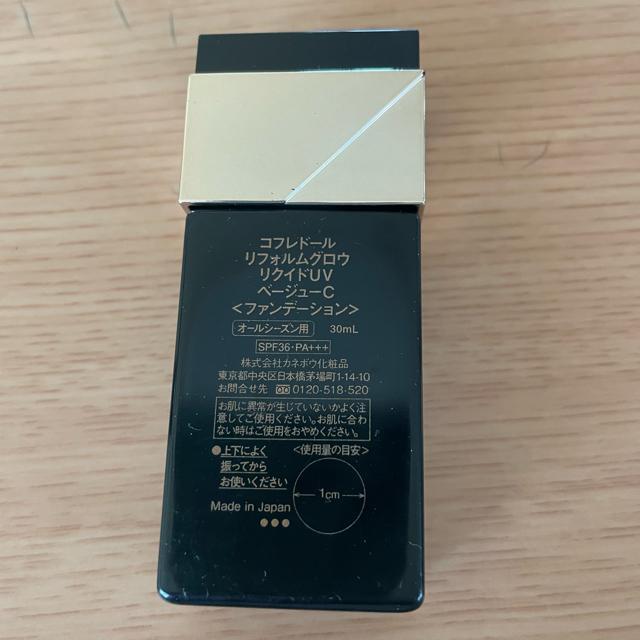 コフレドール
リフォルムグロウ
リクイドUV
ベージューC
<ファンデーション>
オールシーズン用 30mL
SPF36・PA+++
株式会社カネボウ化粧品
東京都中央区日本橋茅場町1-14-10
お問合せ先 0120-518-520
お肌に異常が生じていないかよく注
意してご使用ください。お肌に合わ
ない時はご使用をおやめください。
●上下によく
振ってから
お使いください
<使用量の目安>
1cm
Made in Japan